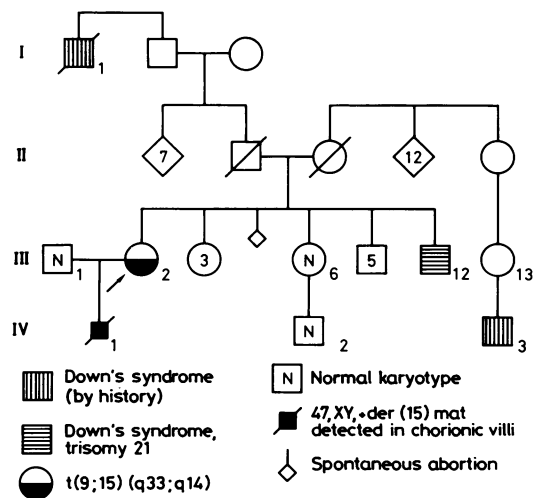 I
1
II
7
12
III
N
1
2
3
N
6
5
12
13
IV
1
N
2
3
Down's syndrome
(by history)
Down's syndrome,
trisomy 21
t(9;15) (q33;q14)
N
Normal karyotype
47, XY,+der (15) mat
detected in chorionic villi
Spontaneous abortion